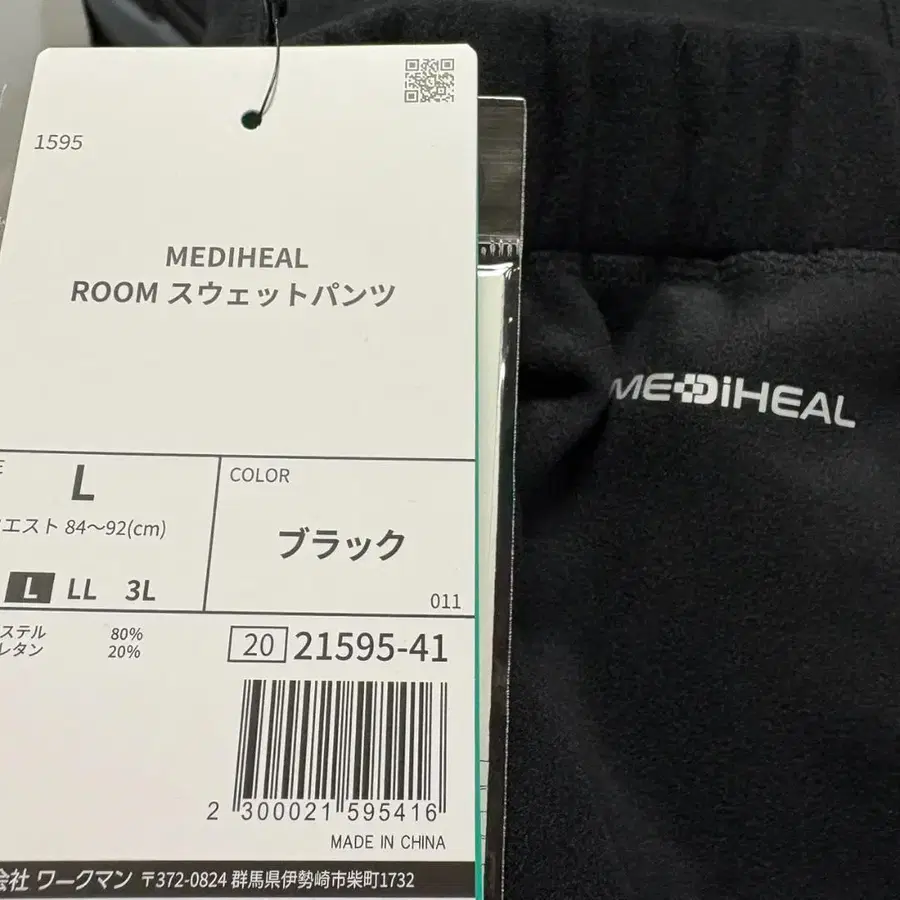 1595
MEDIHEAL
ROOM スウェットパンツ
MEDiHEAL
L
COLOR
エスト 84～92(cm)
ブラック
L LL 3L
011
ステル 80%
レタン 20%
20 21595-41
2 300021 595416
MADE IN CHINA
会社 ワークマン 〒372-0824 群馬県伊勢崎市柴町1732